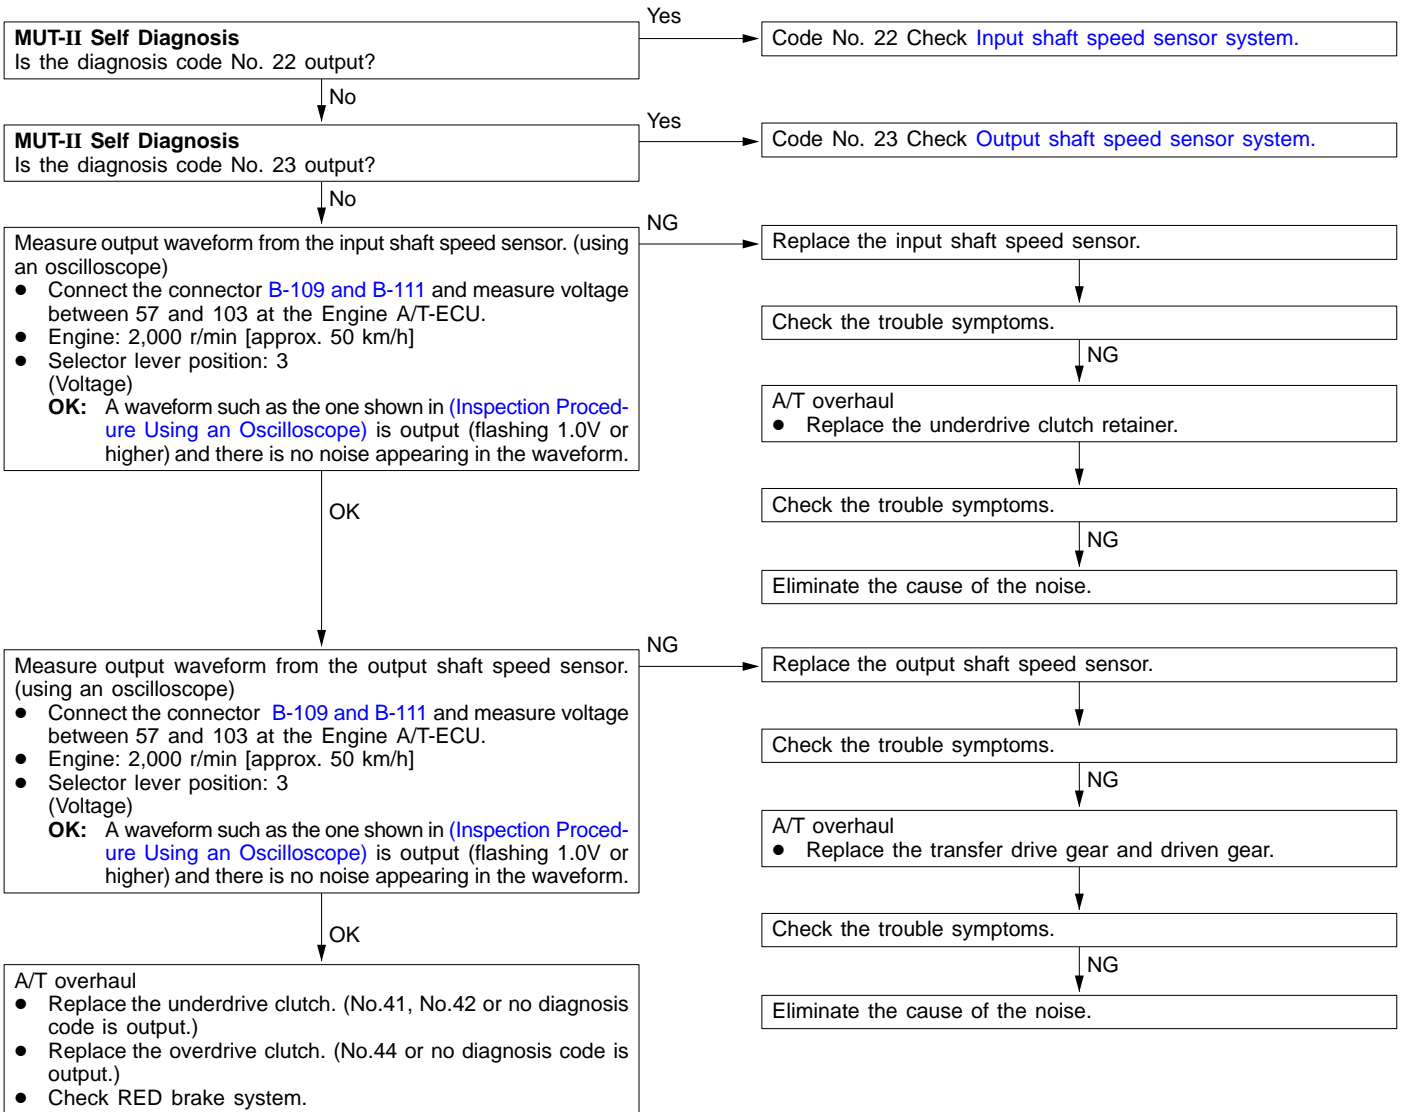 MUT-II Self Diagnosis
Is the diagnosis code No. 22 output?
Yes
Code No. 22 Check Input shaft speed sensor system.
No
MUT-II Self Diagnosis
Is the diagnosis code No. 23 output?
Yes
Code No. 23 Check Output shaft speed sensor system.
No
Measure output waveform from the input shaft speed sensor. (using
an oscilloscope)
● Connect the connector B-109 and B-111 and measure voltage
between 57 and 103 at the Engine A/T-ECU.
● Engine: 2,000 r/min [approx. 50 km/h]
● Selector lever position: 3
(Voltage)
OK: A waveform such as the one shown in (Inspection Proced-
ure Using an Oscilloscope) is output (flashing 1.0V or
higher) and there is no noise appearing in the waveform.
NG
Replace the input shaft speed sensor.
Check the trouble symptoms.
NG
A/T overhaul
● Replace the underdrive clutch retainer.
Check the trouble symptoms.
NG
Eliminate the cause of the noise.
OK
Measure output waveform from the output shaft speed sensor.
(using an oscilloscope)
● Connect the connector B-109 and B-111 and measure voltage
between 57 and 103 at the Engine A/T-ECU.
● Engine: 2,000 r/min [approx. 50 km/h]
● Selector lever position: 3
(Voltage)
OK: A waveform such as the one shown in (Inspection Proced-
ure Using an Oscilloscope) is output (flashing 1.0V or
higher) and there is no noise appearing in the waveform.
NG
Replace the output shaft speed sensor.
Check the trouble symptoms.
NG
A/T overhaul
● Replace the transfer drive gear and driven gear.
Check the trouble symptoms.
NG
Eliminate the cause of the noise.
OK
A/T overhaul
● Replace the underdrive clutch. (No.41, No.42 or no diagnosis
code is output.)
● Replace the overdrive clutch. (No.44 or no diagnosis code is
output.)
● Check RED brake system.